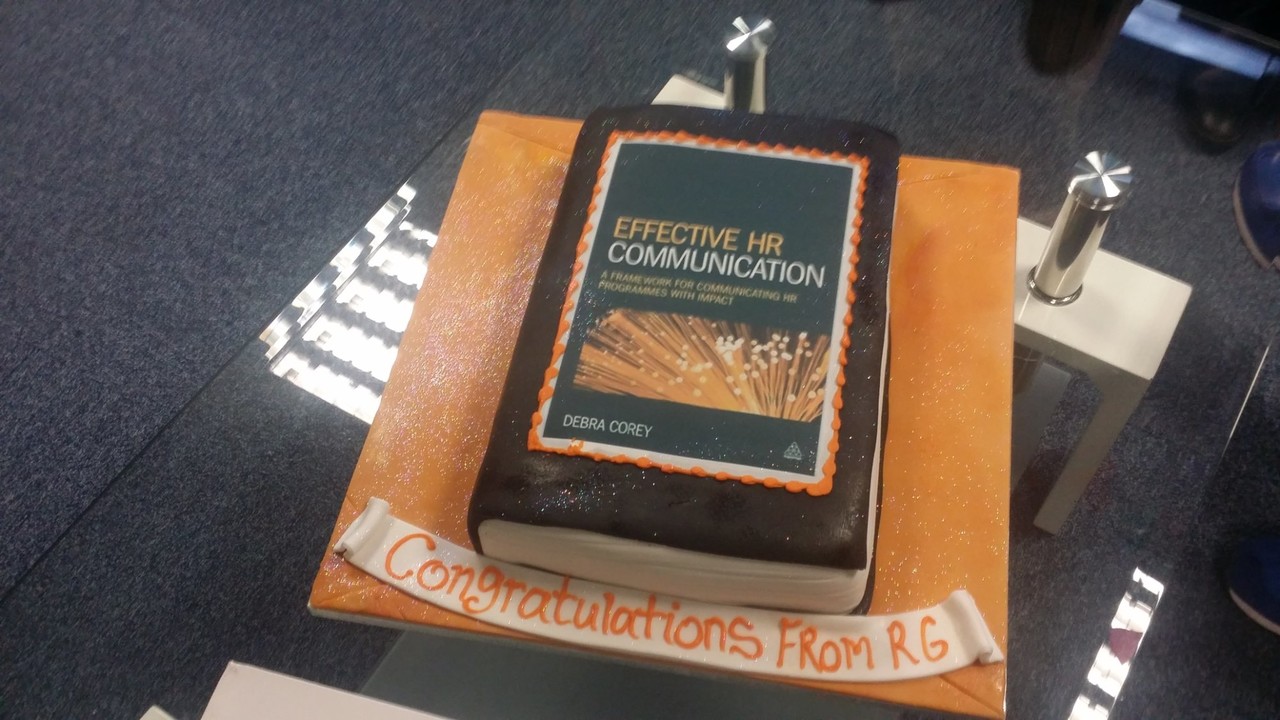 EFFECTIVE HR
COMMUNICATION
A FRAMEWORK FOR COMMUNICATING HR
PROGRAMMES WITH IMPACT
DEBRA COREY
Congratulations FRom RG